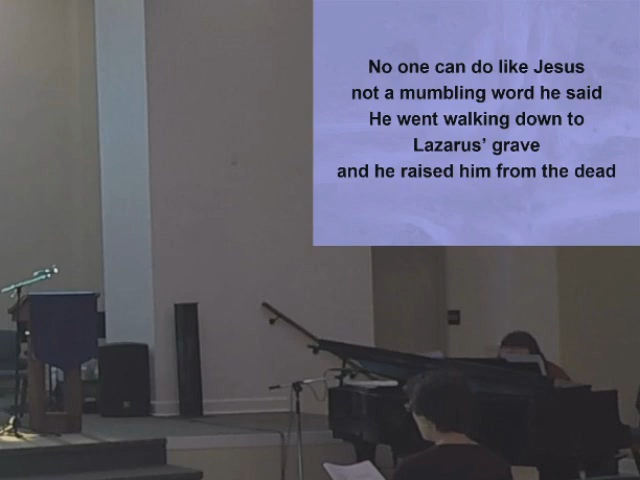 No one can do like Jesus
not a mumbling word he said
He went walking down to
Lazarus’ grave
and he raised him from the dead